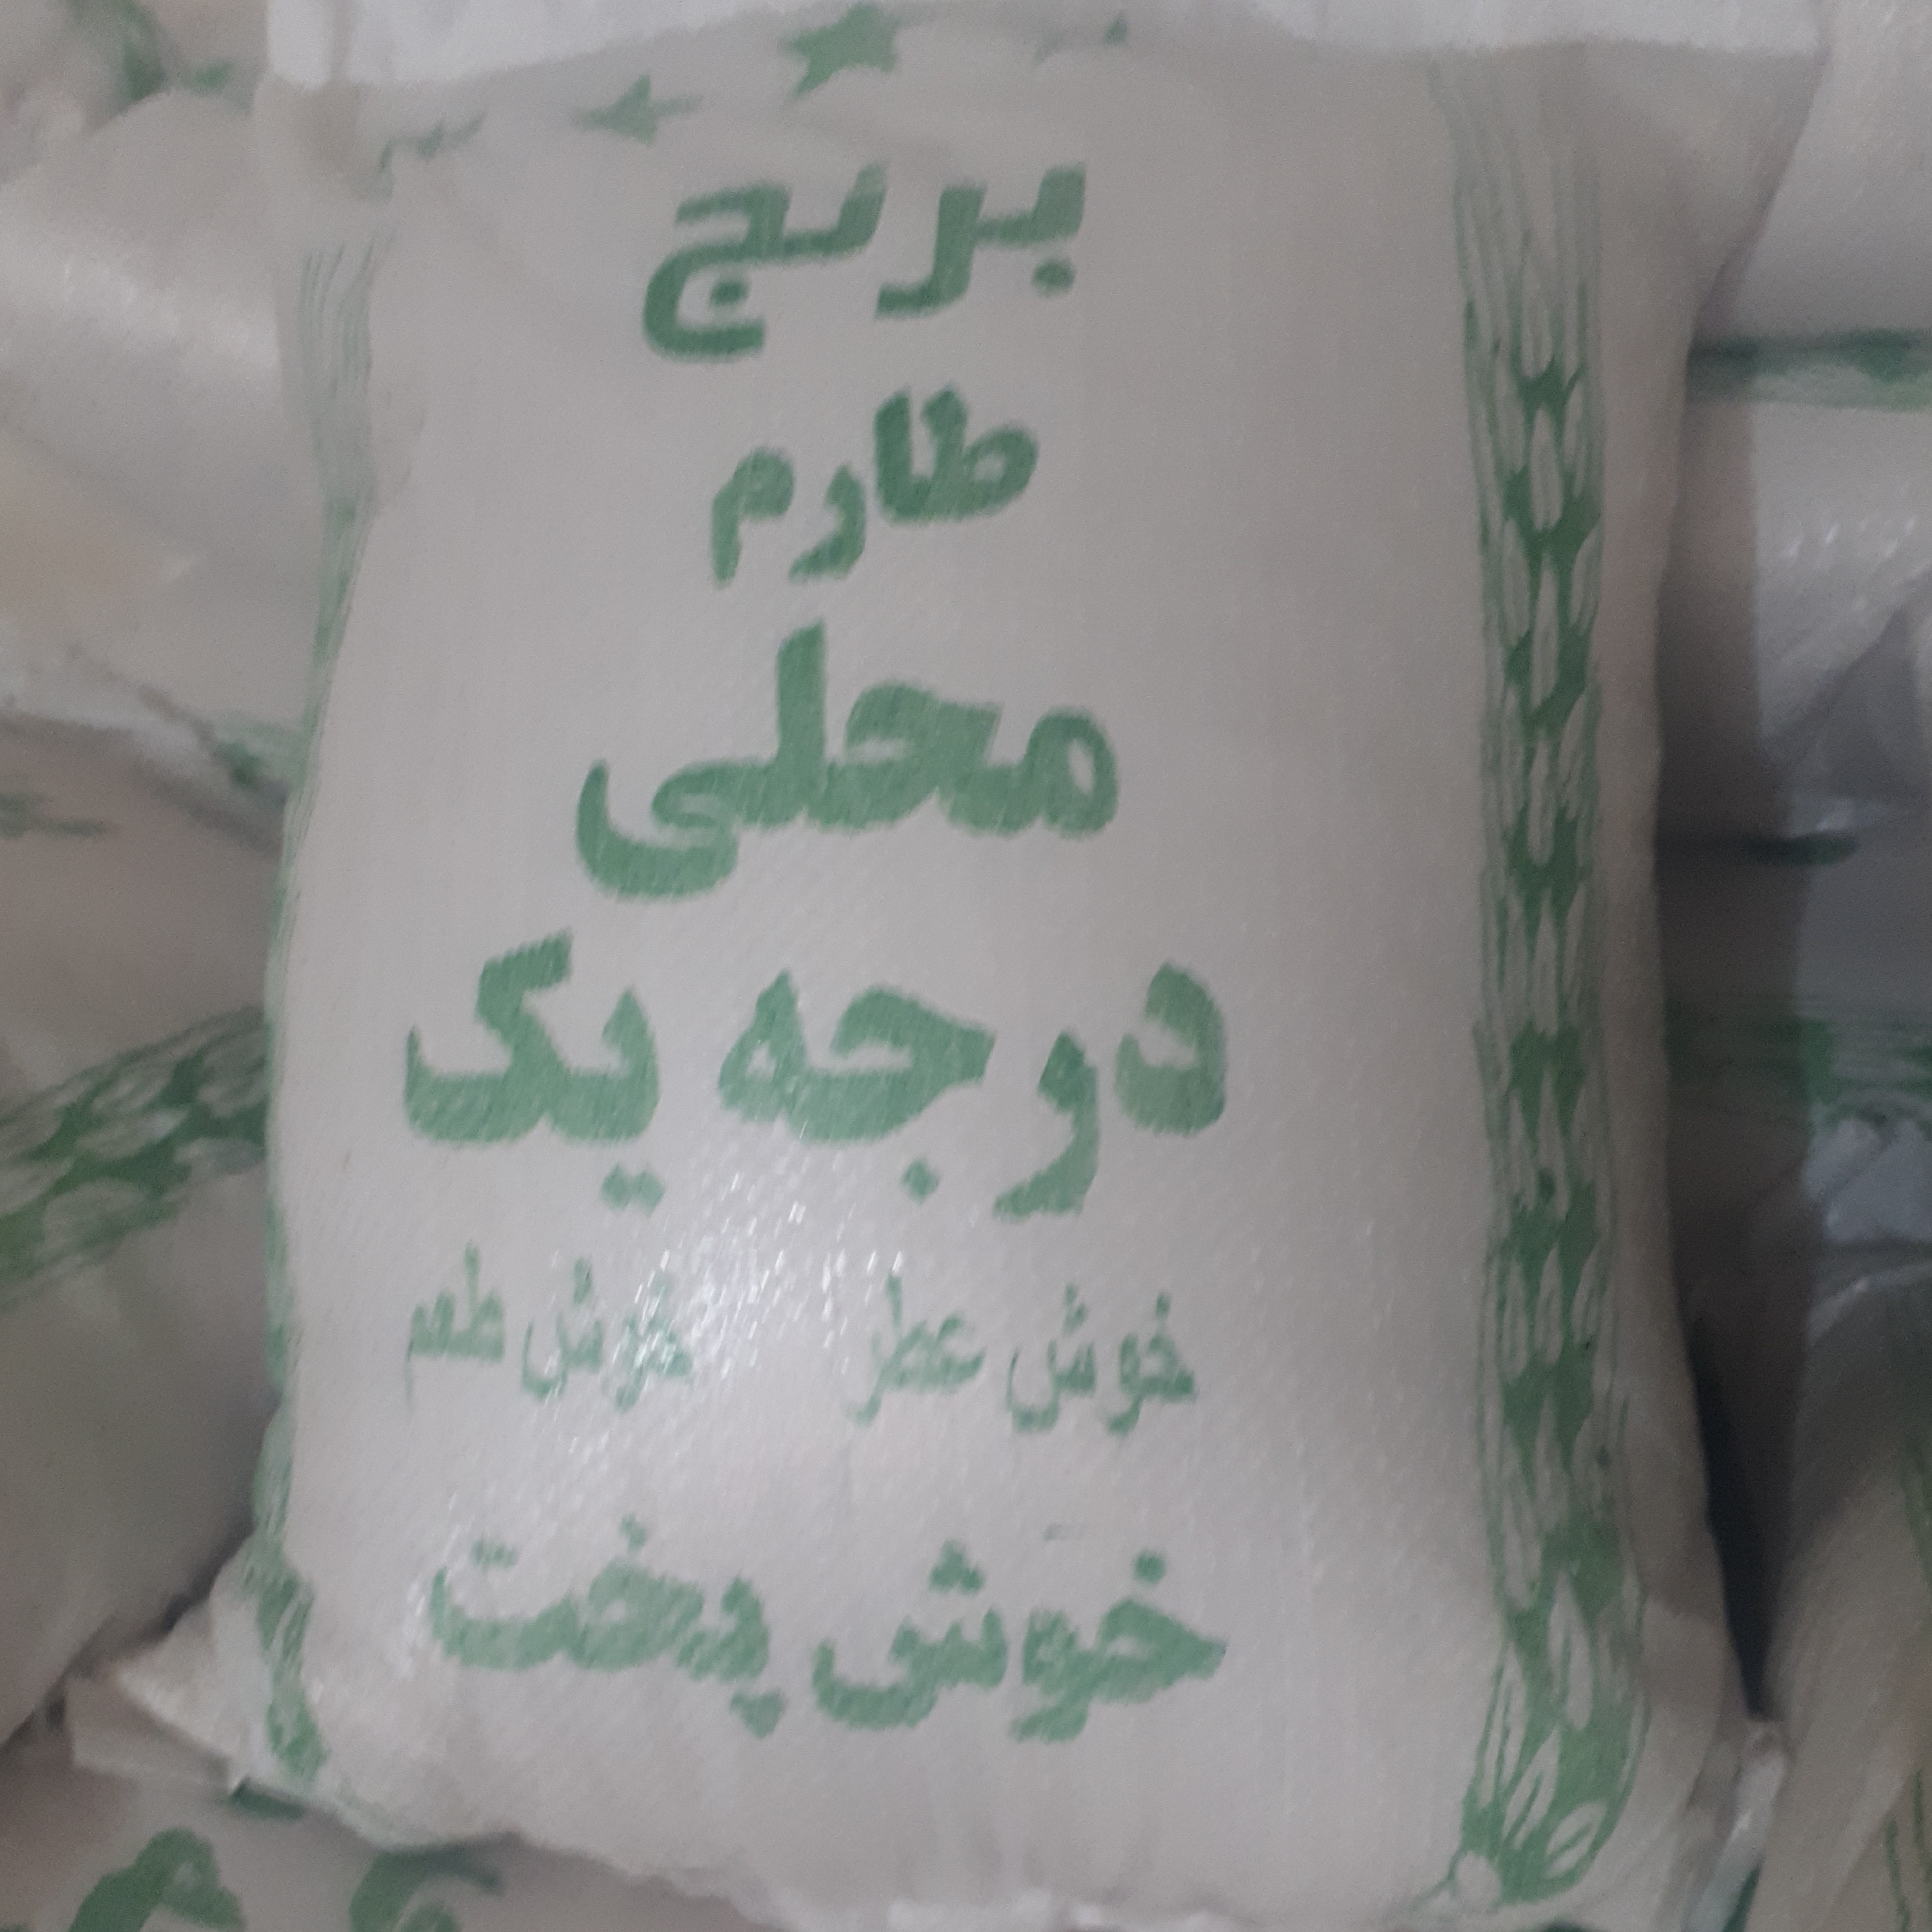 برنج
طارم
محلی
درجه یک
خوش عطر خوش طعم
خوش پخت